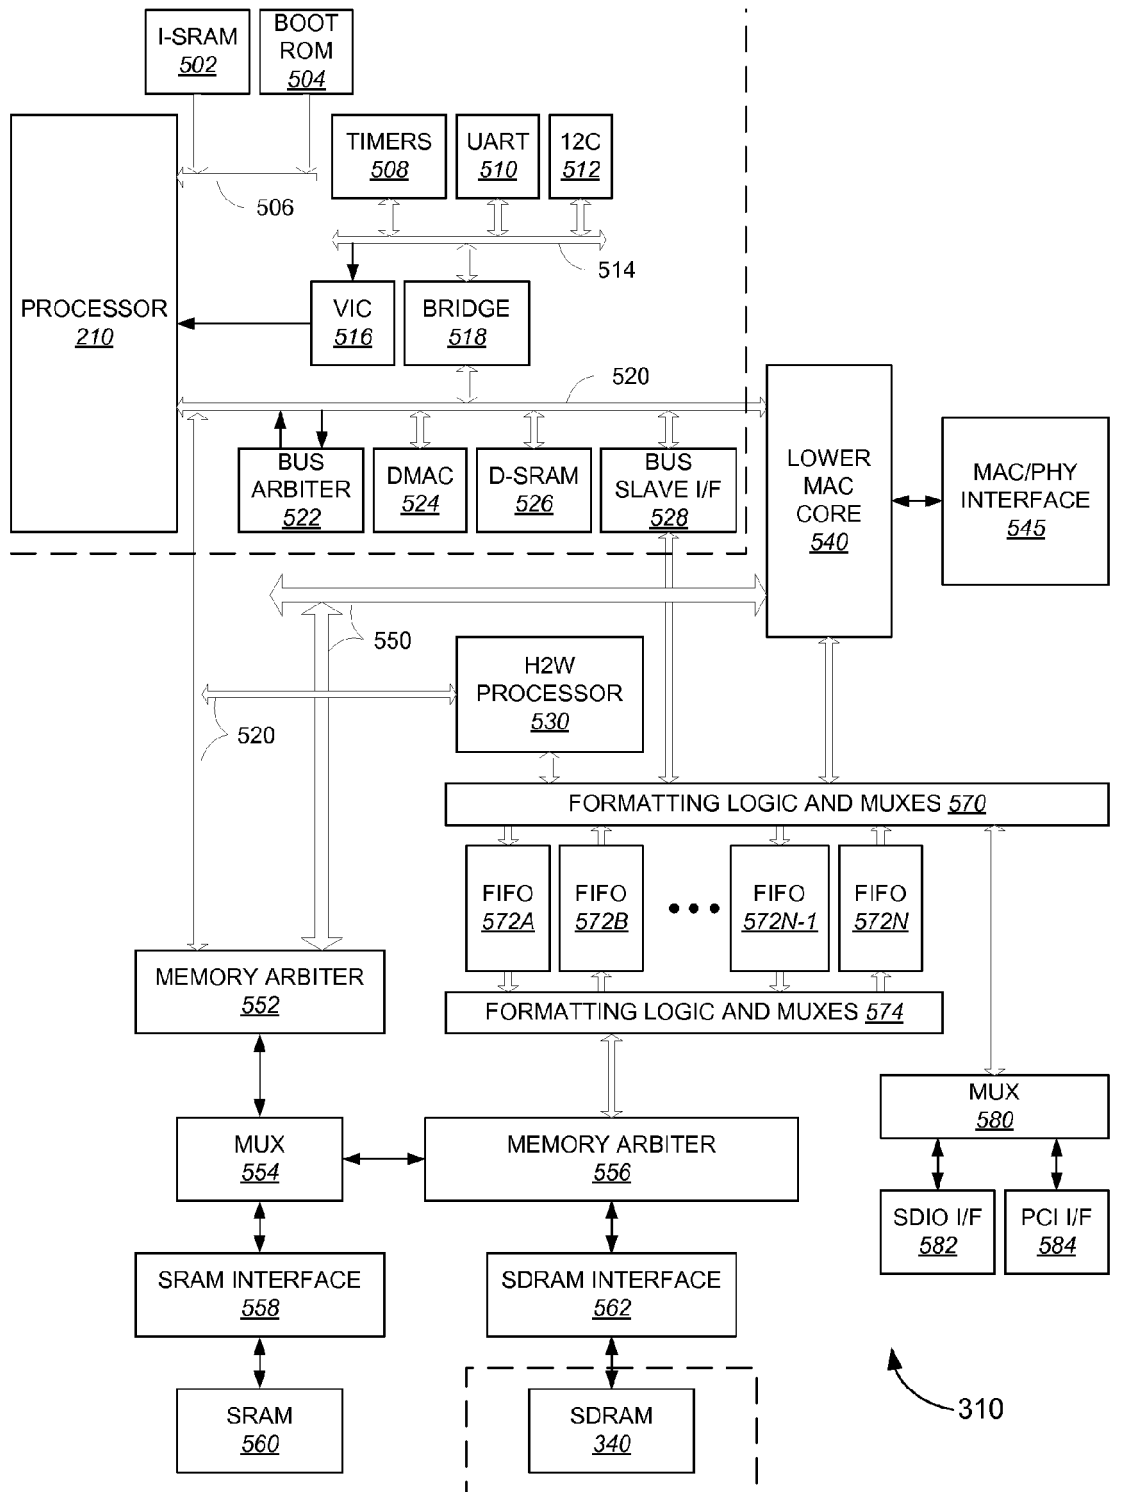 I-SRAM
502
BOOT
ROM
504
TIMERS
508
UART
510
12C
512
506
514
PROCESSOR
210
VIC
516
BRIDGE
518
520
BUS
ARBITER
522
DMAC
524
D-SRAM
526
BUS
SLAVE I/F
528
LOWER
MAC
CORE
540
MAC/PHY
INTERFACE
545
550
H2W
PROCESSOR
530
520
FORMATTING LOGIC AND MUXES 570
FIFO
572A
FIFO
572B
FIFO
572N-1
FIFO
572N
MEMORY ARBITER
552
FORMATTING LOGIC AND MUXES 574
MUX
580
MUX
554
MEMORY ARBITER
556
SDIO I/F
582
PCI I/F
584
SRAM INTERFACE
558
SDRAM INTERFACE
562
SRAM
560
SDRAM
340
310